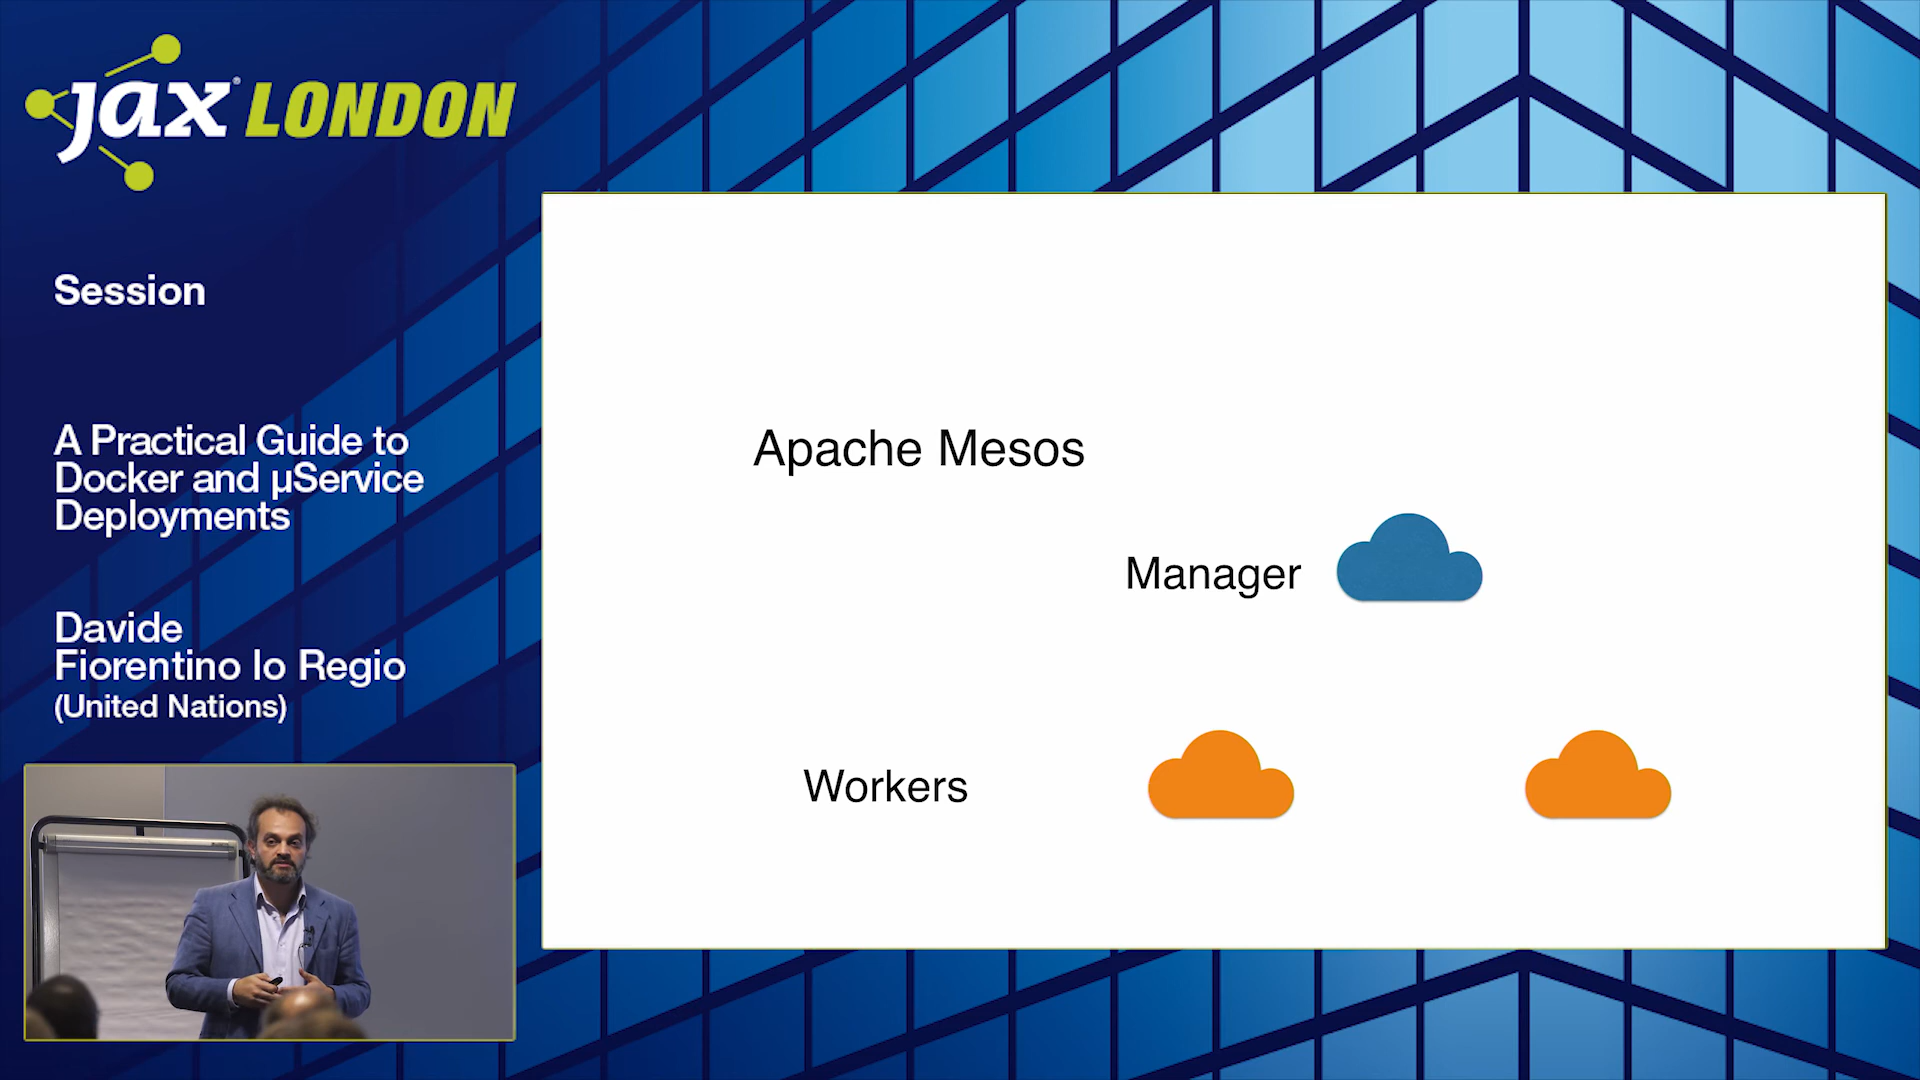 jax® LONDON
Session
A Practical Guide to
Docker and µService
Deployments
Davide
Fiorentino lo Regio
(United Nations)
Apache Mesos
Manager
Workers